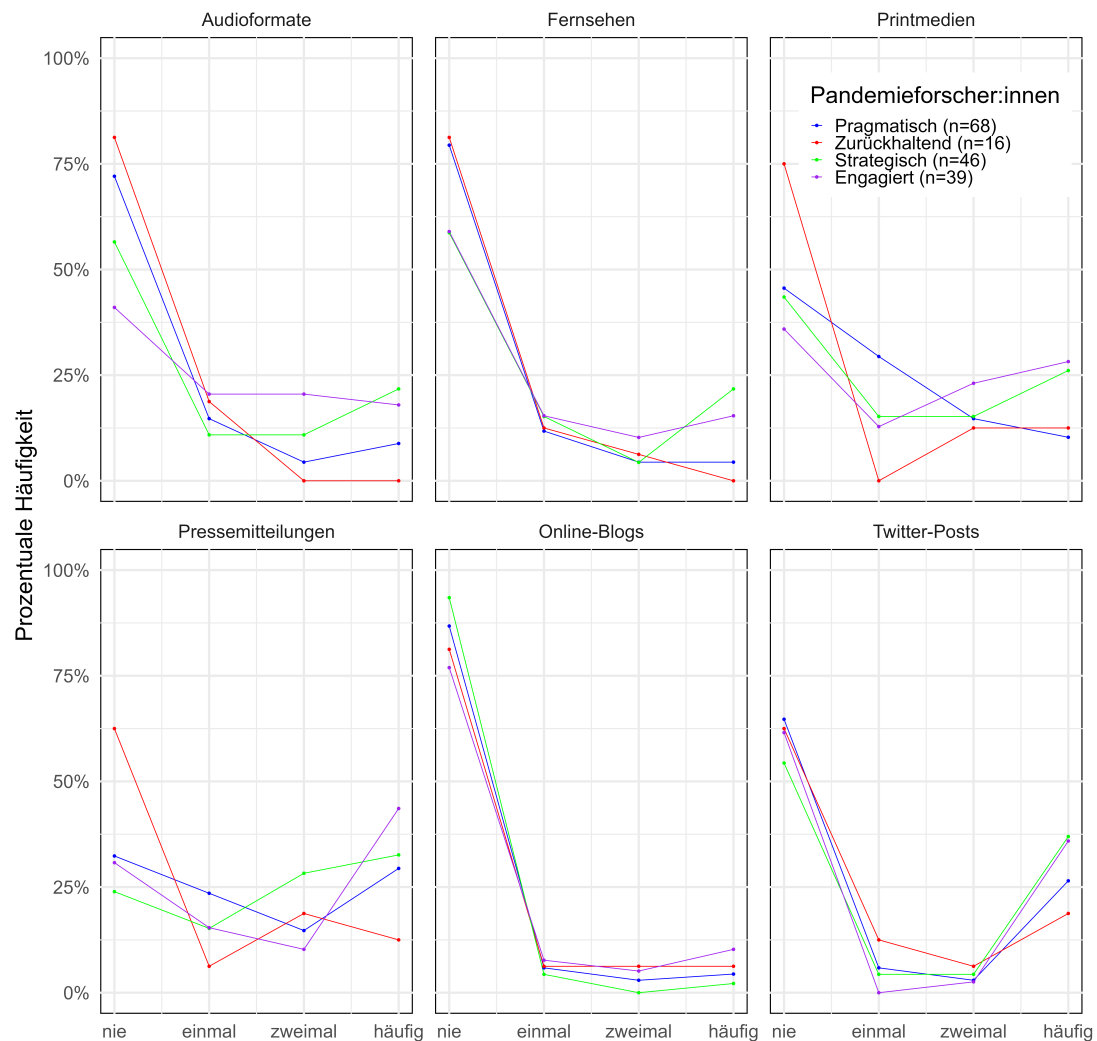 Audioformate
Fernsehen
Printmedien
100%
75%
50%
25%
0%
Pandemieforscher:innen
Pragmatisch (n=68)
Zurückhaltend (n=16)
Strategisch (n=46)
Engagiert (n=39)
Prozentuale Häufigkeit
Pressemitteilungen
Online-Blogs
Twitter-Posts
100%
75%
50%
25%
0%
nie einmal zweimal häufig
nie einmal zweimal häufig
nie einmal zweimal häufig